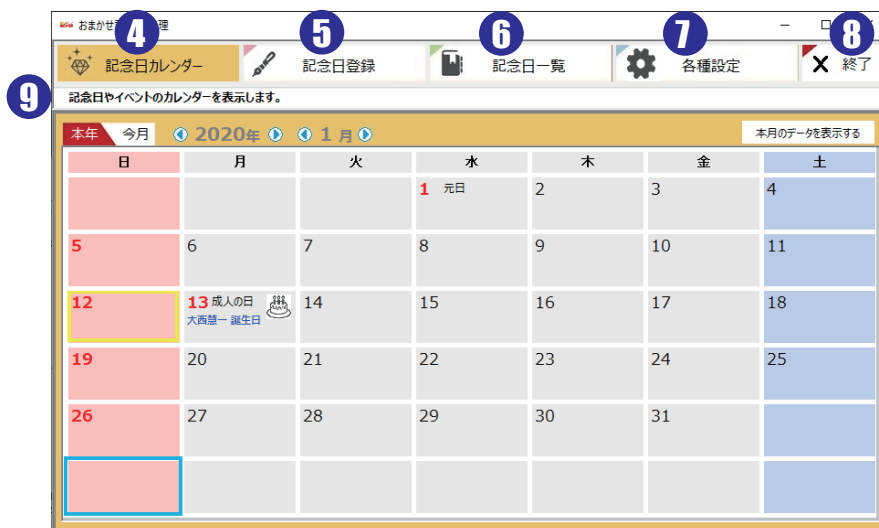 おまかせ
理
4
5
6
7
8
記念日カレンダー
記念日登録
記念日一覧
各種設定
終了
9
記念日やイベントのカレンダーを表示します。
本年 今月 2020年 1 月 本月のデータを表示する
日 月 火 水 木 金 土
1 元日 2 3 4
5 6 7 8 9 10 11
12 13 成人の日 14 15 16 17 18
大西慧一 誕生日
19 20 21 22 23 24 25
26 27 28 29 30 31